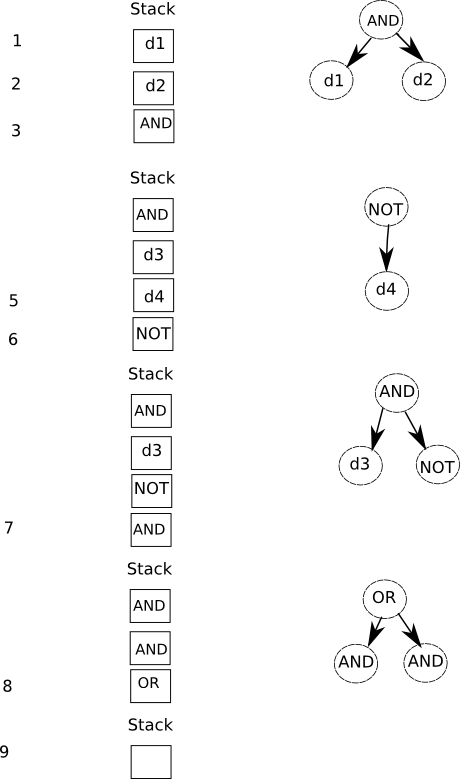 Stack
AND
1 d1
d1 d2
2 d2
3 AND
Stack
AND NOT
d3
5 d4 d4
6 NOT
Stack
AND AND
d3 d3 NOT
NOT
7 AND
Stack
AND OR
AND AND AND
8 OR
Stack
9